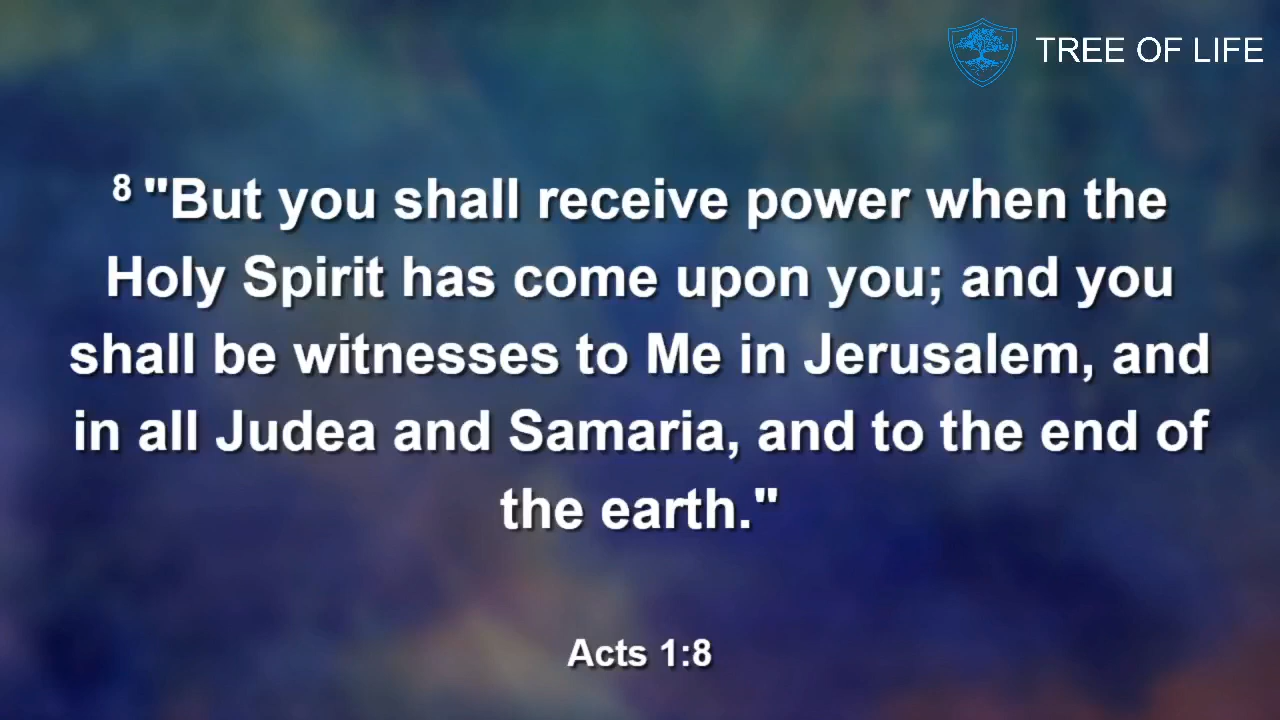 TREE OF LIFE
8 "But you shall receive power when the
Holy Spirit has come upon you; and you
shall be witnesses to Me in Jerusalem, and
in all Judea and Samaria, and to the end of
the earth."
Acts 1:8